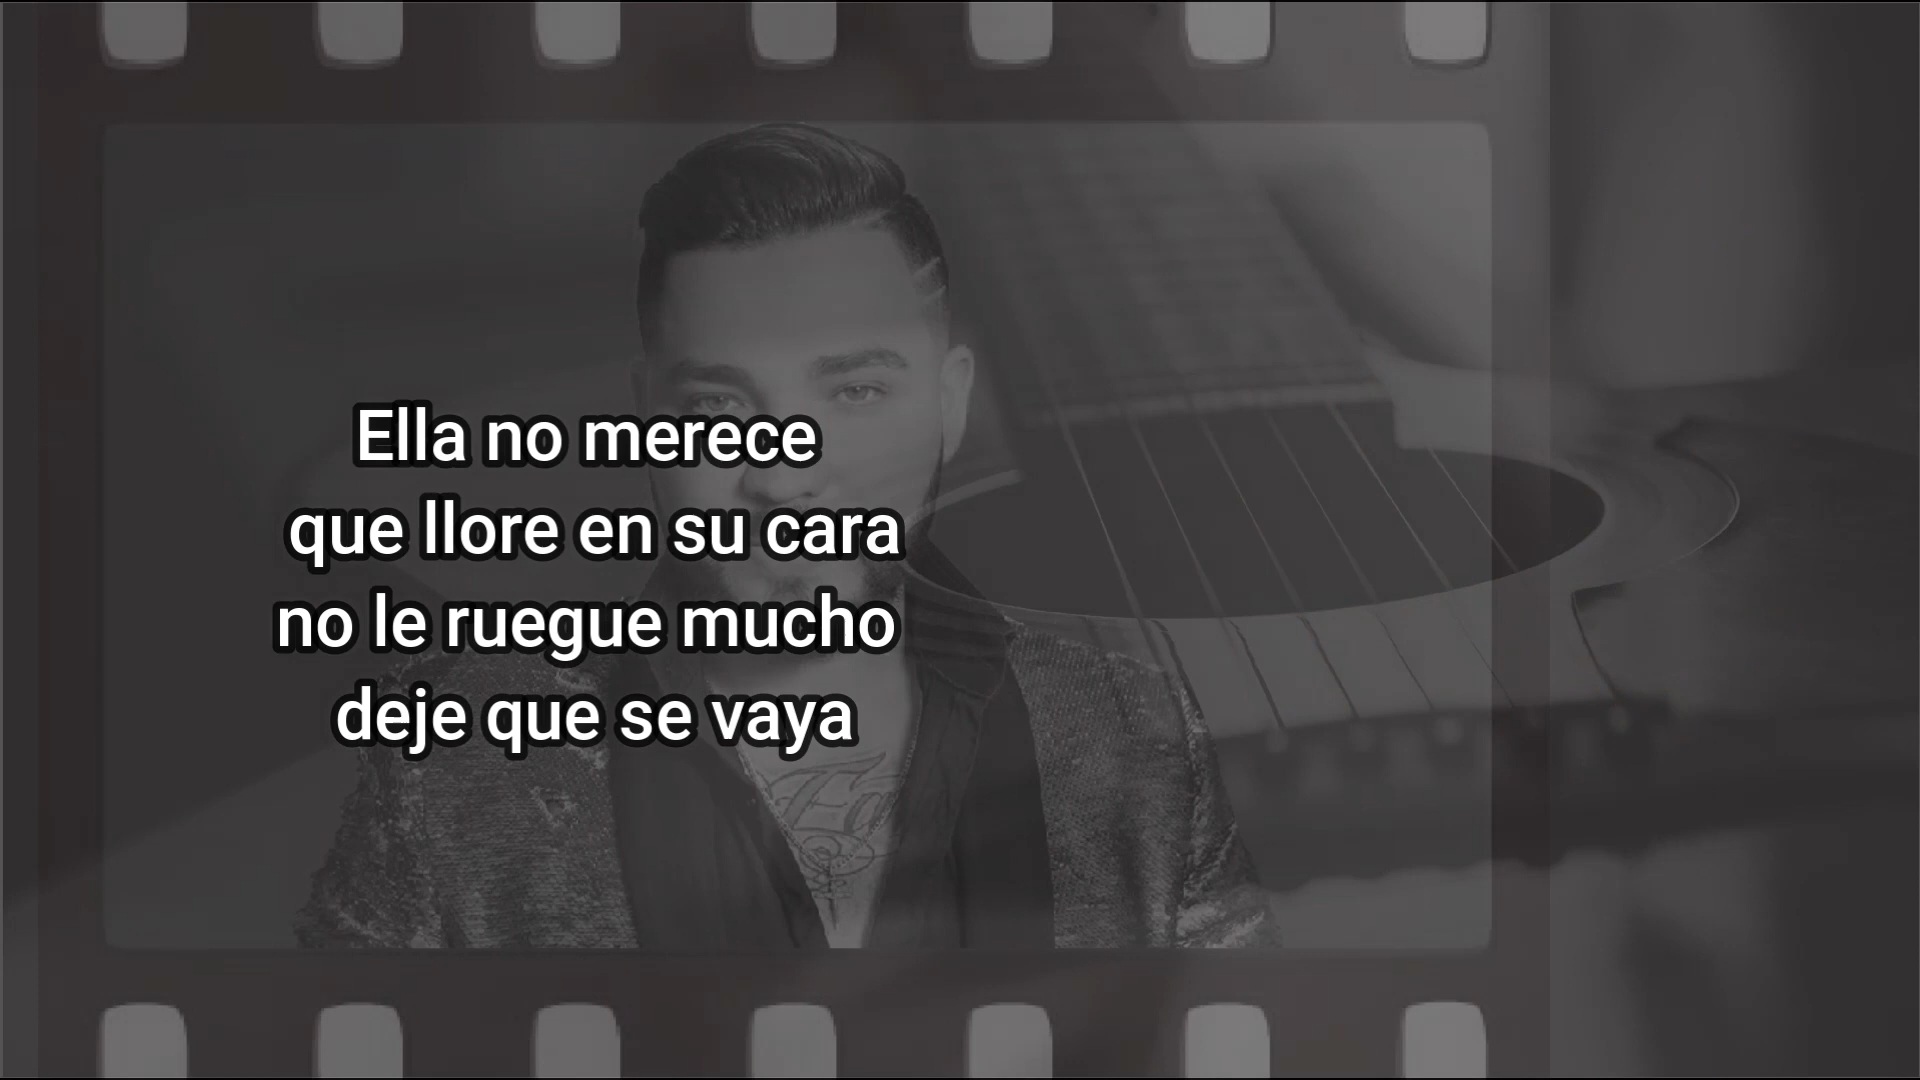 Ella no merece
que llore en su cara
no le ruegue mucho
deje que se vaya